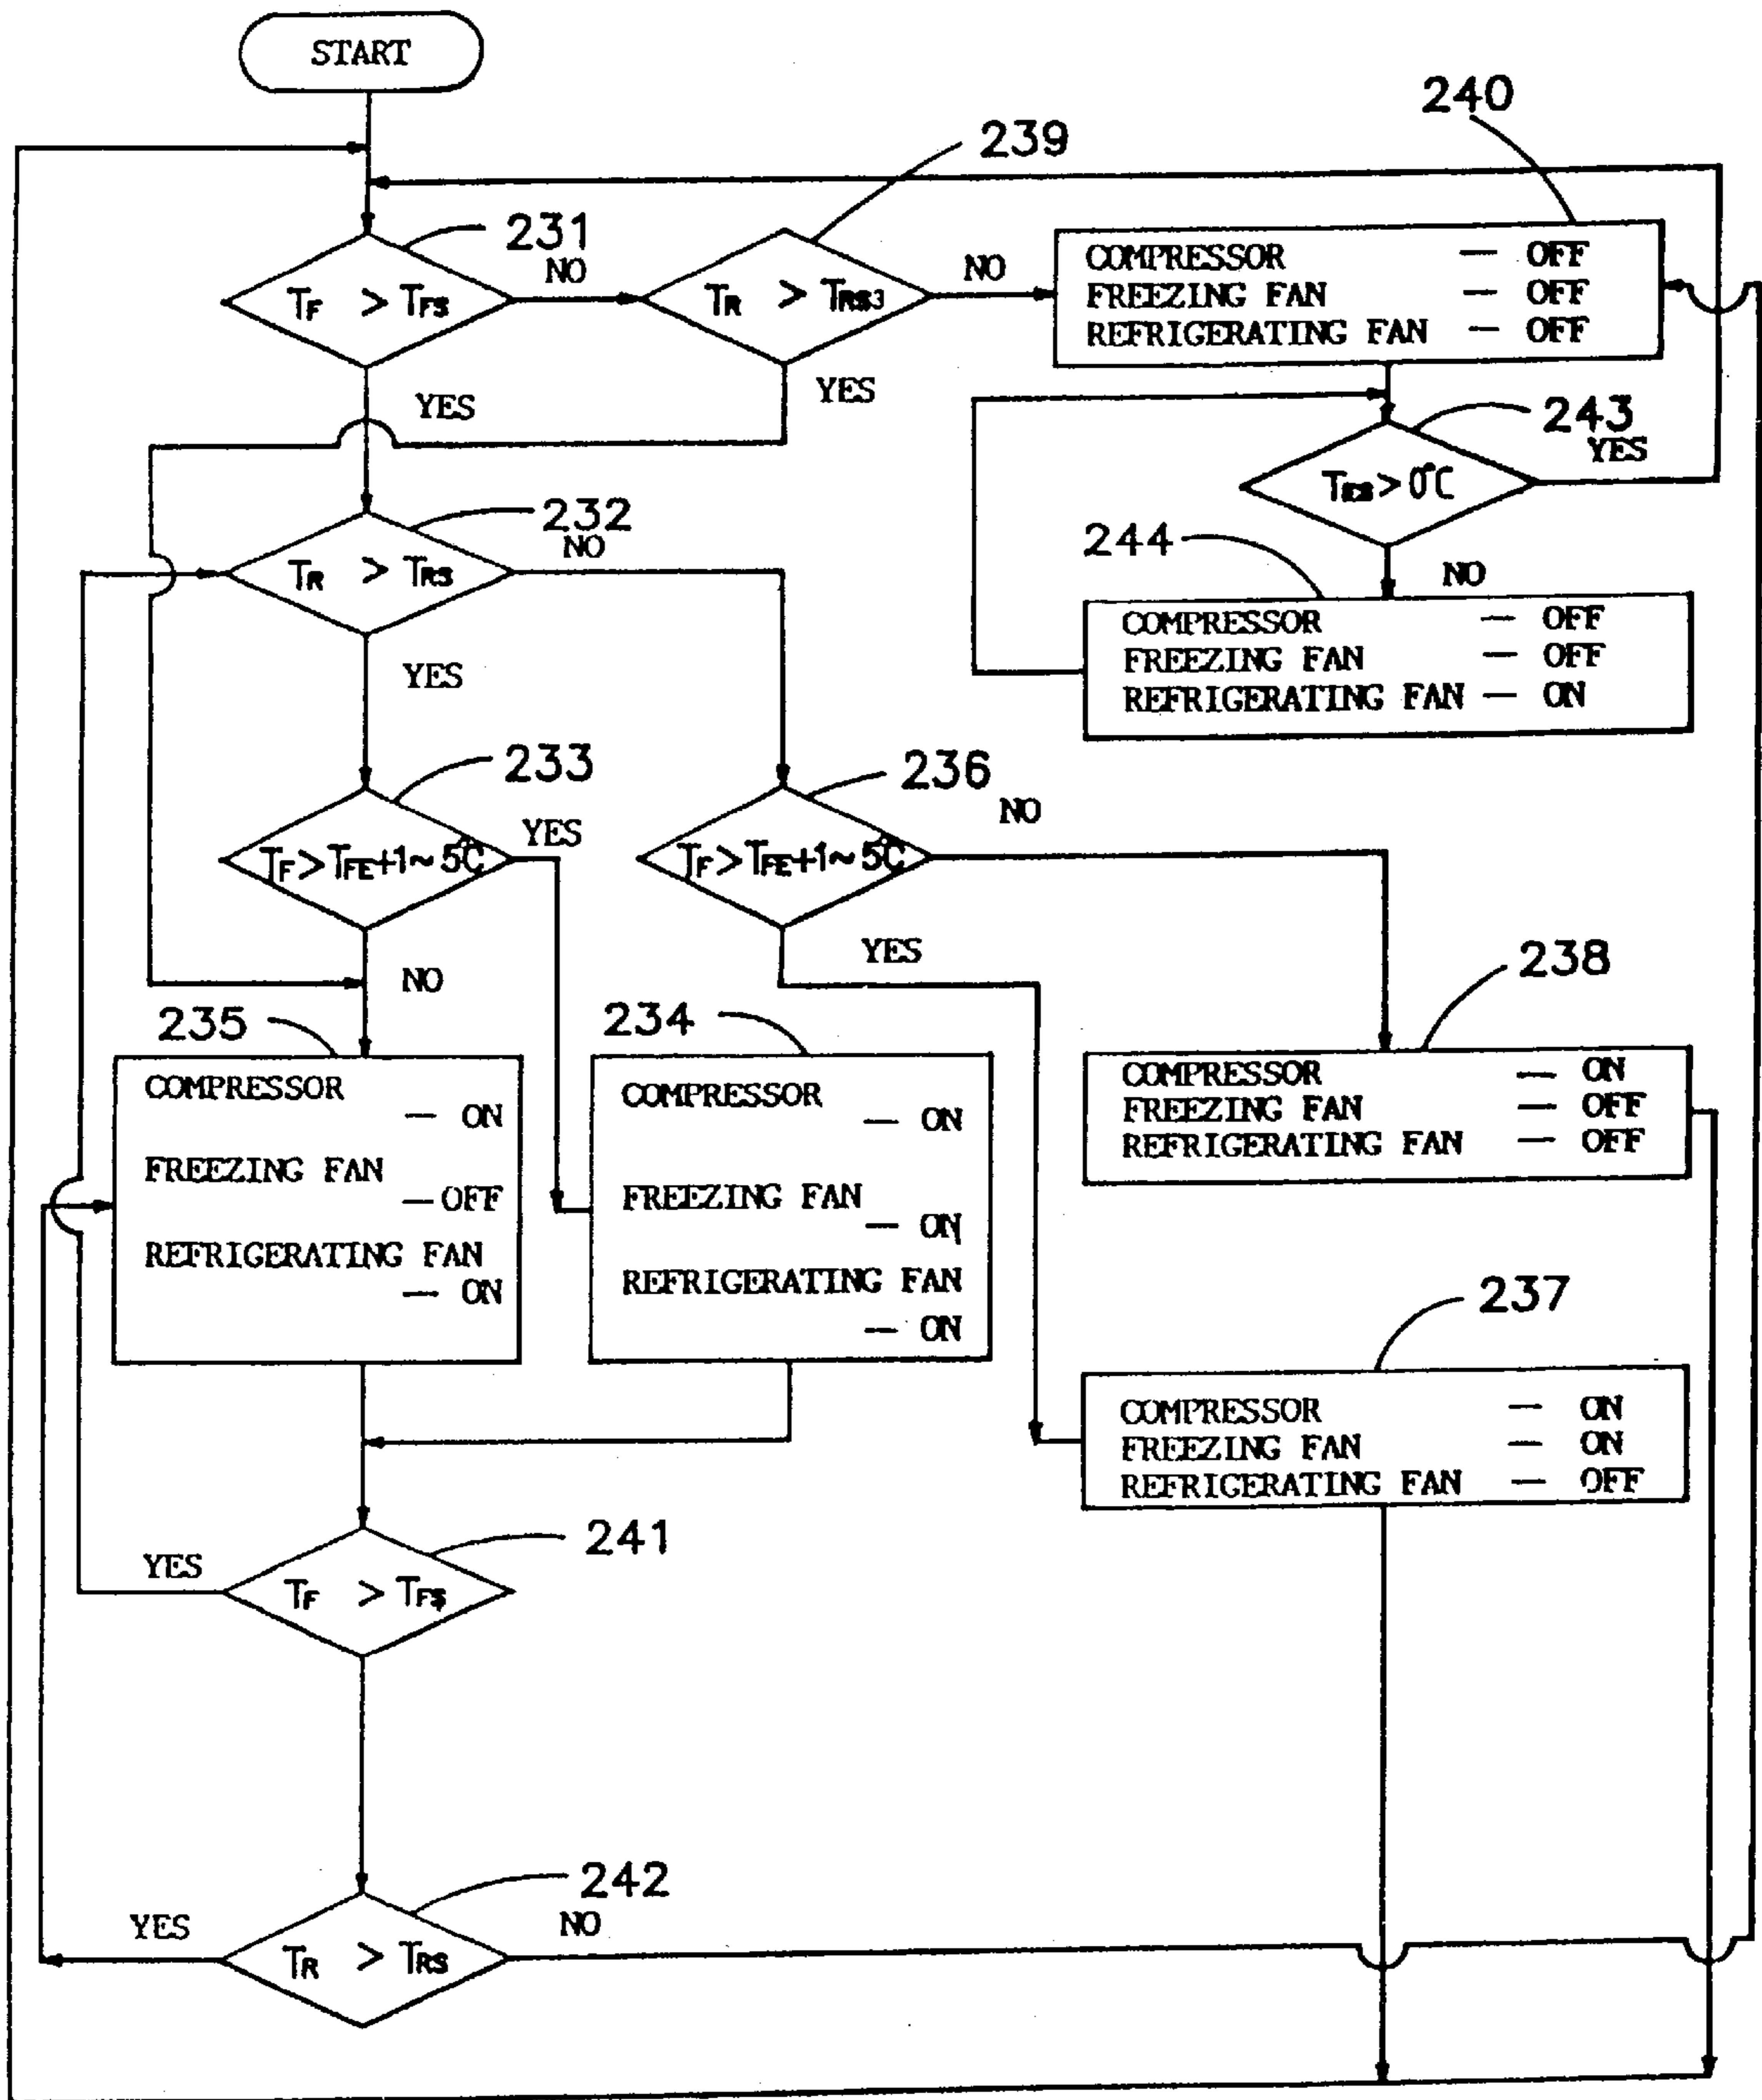 START
240
239
231
NO
TF > TFS
TR > TRS3
NO
COMPRESSOR — OFF
FREEZING FAN — OFF
REFRIGERATING FAN — OFF
YES
YES
243
YES
TES > 0°C
232
NO
TR > TRS
244
NO
COMPRESSOR — OFF
FREEZING FAN — OFF
REFRIGERATING FAN — ON
YES
233
YES
TF > TFE+1~5°C
236
NO
TF > TFE+1~5°C
NO
YES
238
235
COMPRESSOR
— ON
FREEZING FAN
—OFF
REFRIGERATING FAN
— ON
234
COMPRESSOR
— ON
FREEZING FAN
— ON
REFRIGERATING FAN
— ON
COMPRESSOR — ON
FREEZING FAN — OFF
REFRIGERATING FAN — OFF
237
COMPRESSOR — ON
FREEZING FAN — ON
REFRIGERATING FAN — OFF
241
YES
TF > TFS
242
YES
NO
TR > TRS